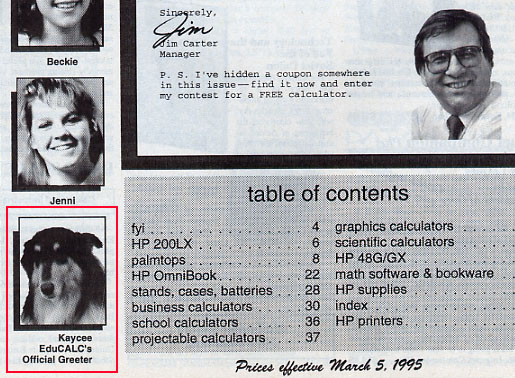 Beckie
Jenni
Kaycee
EduCALC's
Official Greeter
Sincerely,
Jim
Jim Carter
Manager
P. S. I've hidden a coupon somewhere
in this issue—find it now and enter
my contest for a FREE calculator.
table of contents
fyi . . . . . . . . . . . . . . . . . . 4
HP 200LX . . . . . . . . . . . . 6
palmtops . . . . . . . . . . . . 8
HP OmniBook . . . . . . . . . 22
stands, cases, batteries . . 28
business calculators . . . . 30
school calculators . . . . . . 36
projectable calculators . . . 37
graphics calculators . . . .
scientific calculators . . . .
HP 48G/GX . . . . . . . . . .
math software & bookware . .
HP supplies . . . . . . . . . .
index . . . . . . . . . . . . . .
HP printers . . . . . . . . . .
Prices effective March 5, 1995